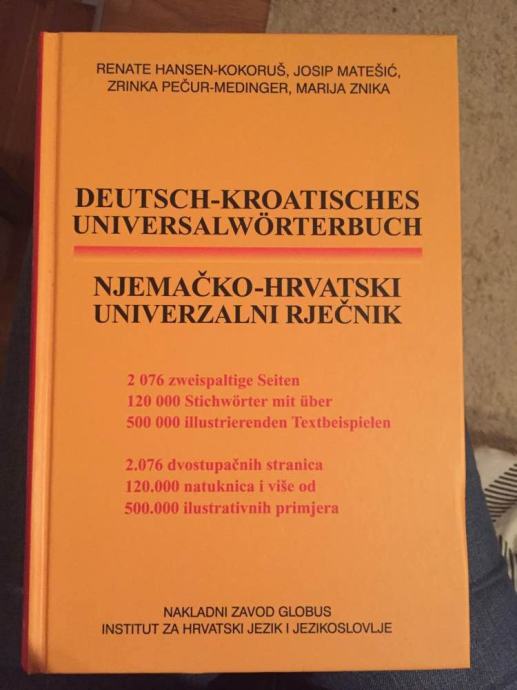 RENATE HANSEN-KOKORUŠ, JOSIP MATEŠIĆ,
ZRINKA PEČUR-MEDINGER, MARIJA ZNIKA
DEUTSCH-KROATISCHES
UNIVERSALWÖRTERBUCH
NJEMAČKO-HRVATSKI
UNIVERZALNI RJEČNIK
2 076 zweispaltige Seiten
120 000 Stichwörter mit über
500 000 illustrierenden Textbeispielen
2.076 dvostupačnih stranica
120.000 natuknica i više od
500.000 ilustrativnih primjera
NAKLADNI ZAVOD GLOBUS
INSTITUT ZA HRVATSKI JEZIK I JEZIKOSLOVLJE